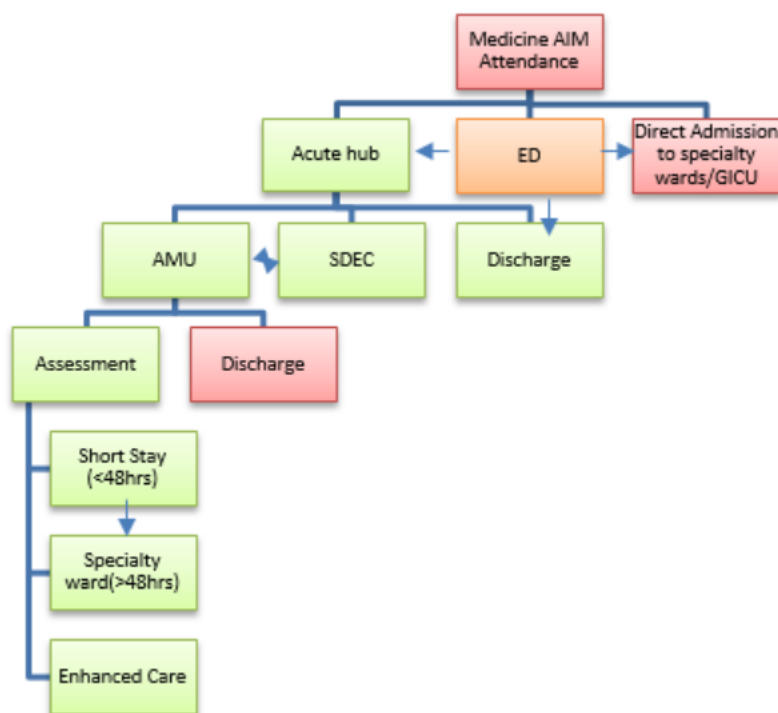 Medicine AIM
Attendance
Acute hub
ED
Direct Admission
to specialty
wards/GICU
AMU
SDEC
Discharge
Assessment
Discharge
Short Stay
(<48hrs)
Specialty
ward(>48hrs)
Enhanced Care